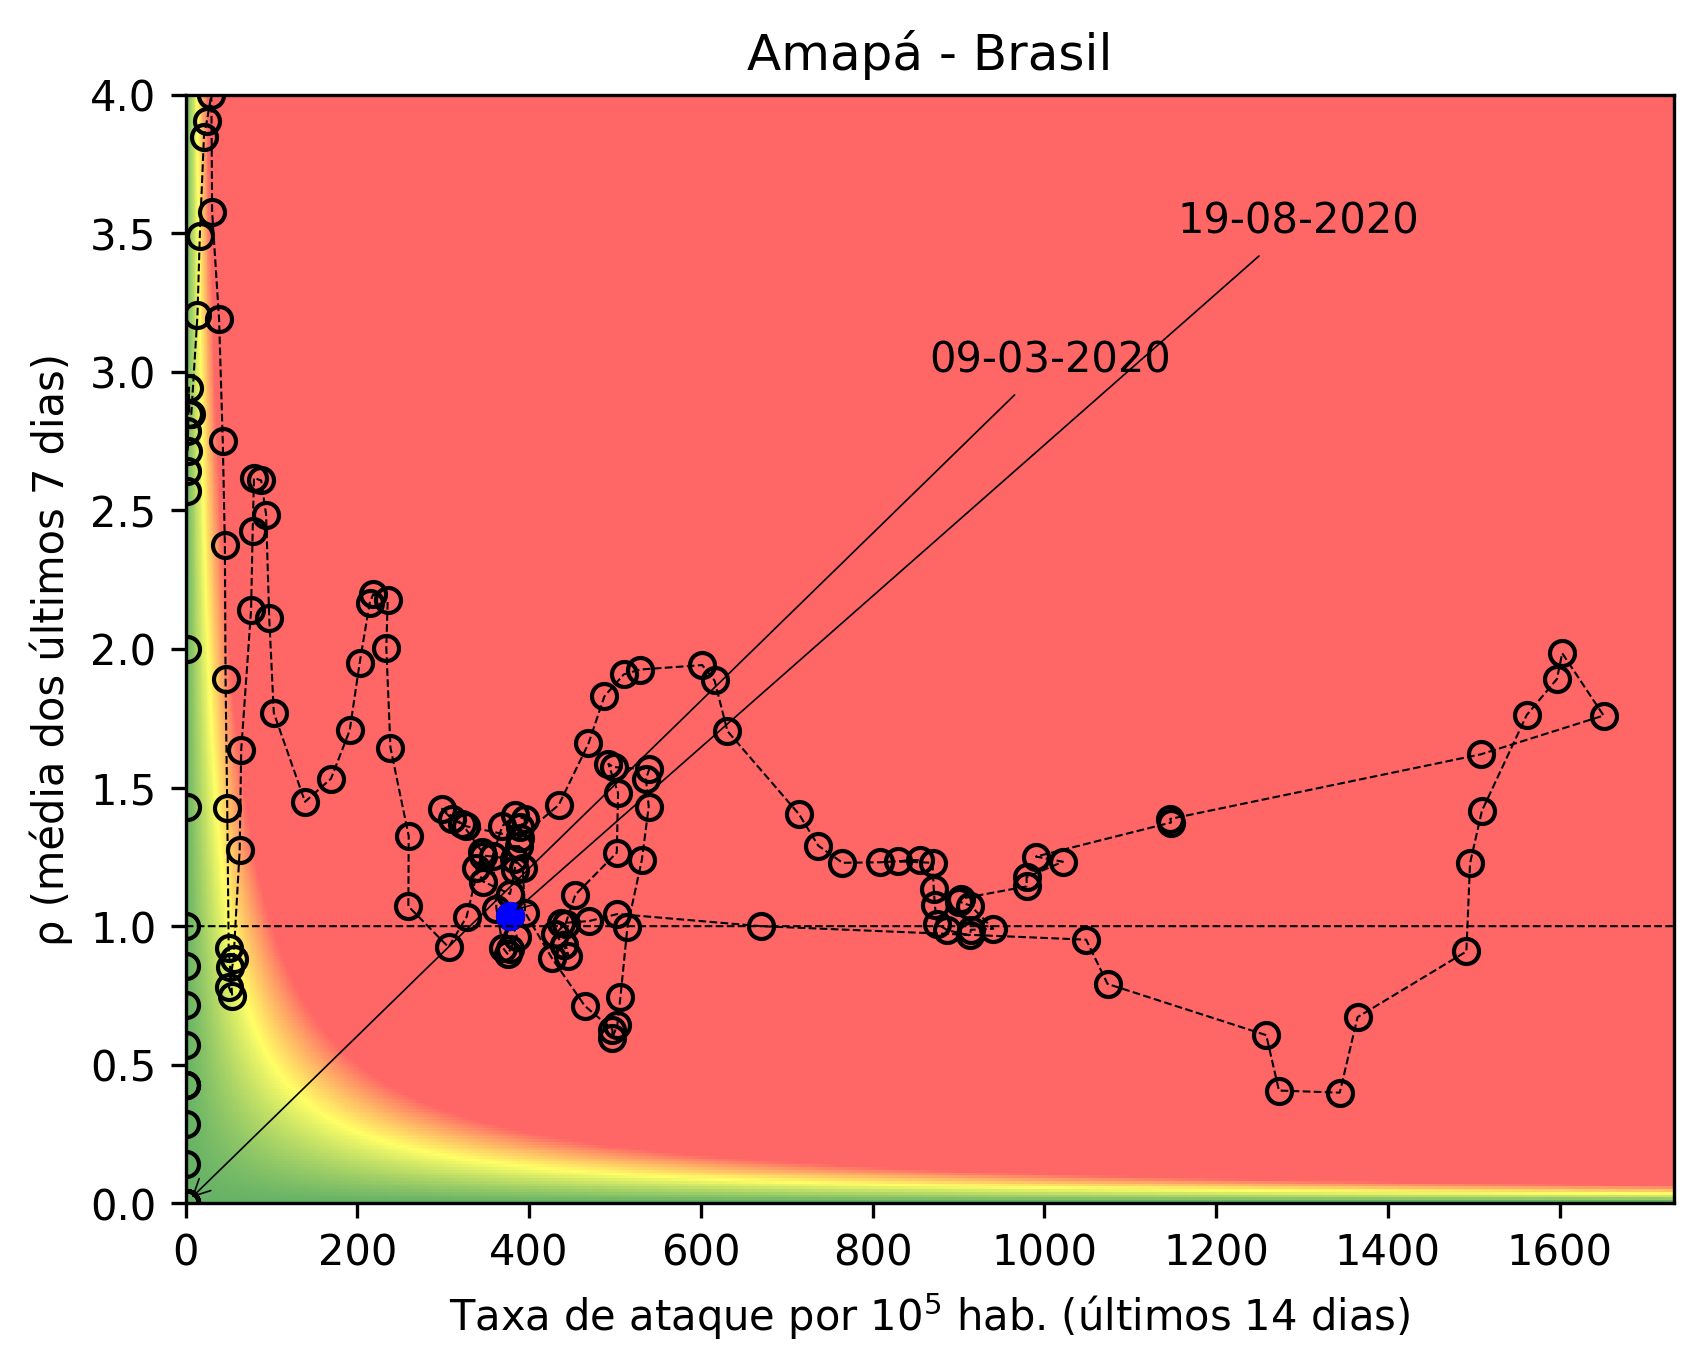 Amapá - Brasil
4.0
3.5
3.0
2.5
2.0
1.5
1.0
0.5
0.0
ρ (média dos últimos 7 dias)
19-08-2020
09-03-2020
0 200 400 600 800 1000 1200 1400 1600
Taxa de ataque por 10⁵ hab. (últimos 14 dias)